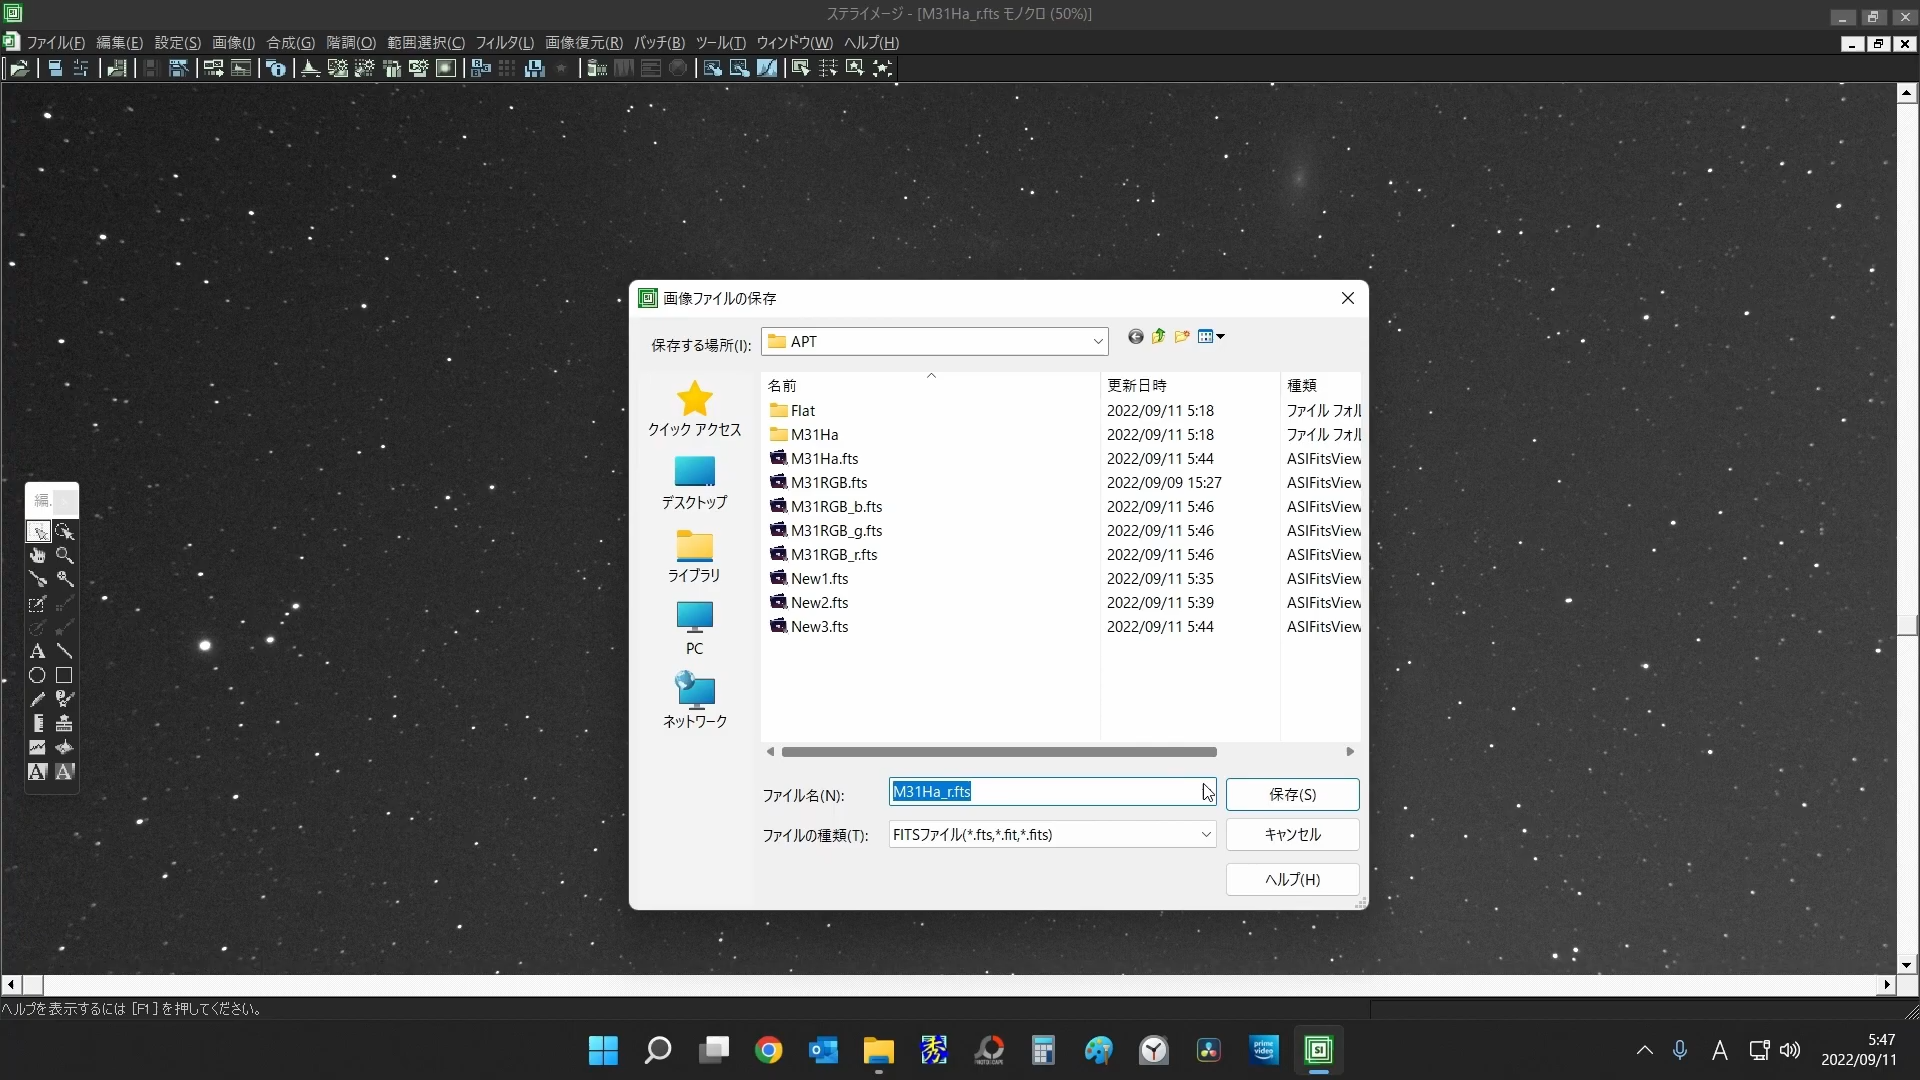 ステライメージ - [M31Ha_r.fts モノクロ (50%)]
ファイル(F) 編集(E) 設定(S) 画像(I) 合成(G) 階調(O) 範囲選択(C) フィルタ(L) 画像復元(R) バッチ(B) ツール(T) ウィンドウ(W) ヘルプ(H)
画像ファイルの保存
保存する場所(I): APT
名前 更新日時 種類
Flat 2022/09/11 5:18 ファイル フォル
M31Ha 2022/09/11 5:18 ファイル フォル
M31Ha.fts 2022/09/11 5:44 ASIFitsView
M31RGB.fts 2022/09/09 15:27 ASIFitsView
M31RGB_b.fts 2022/09/11 5:46 ASIFitsView
M31RGB_g.fts 2022/09/11 5:46 ASIFitsView
M31RGB_r.fts 2022/09/11 5:46 ASIFitsView
New1.fts 2022/09/11 5:35 ASIFitsView
New2.fts 2022/09/11 5:39 ASIFitsView
New3.fts 2022/09/11 5:44 ASIFitsView
クイック アクセス
デスクトップ
ライブラリ
PC
ネットワーク
ファイル名(N): M31Ha_r.fts 保存(S)
ファイルの種類(T): FITSファイル(*.fts,*.fit,*.fits) キャンセル
ヘルプ(H)
編.
ヘルプを表示するには [F1] を押してください。
秀
prime video
SI
A
5:47
2022/09/11